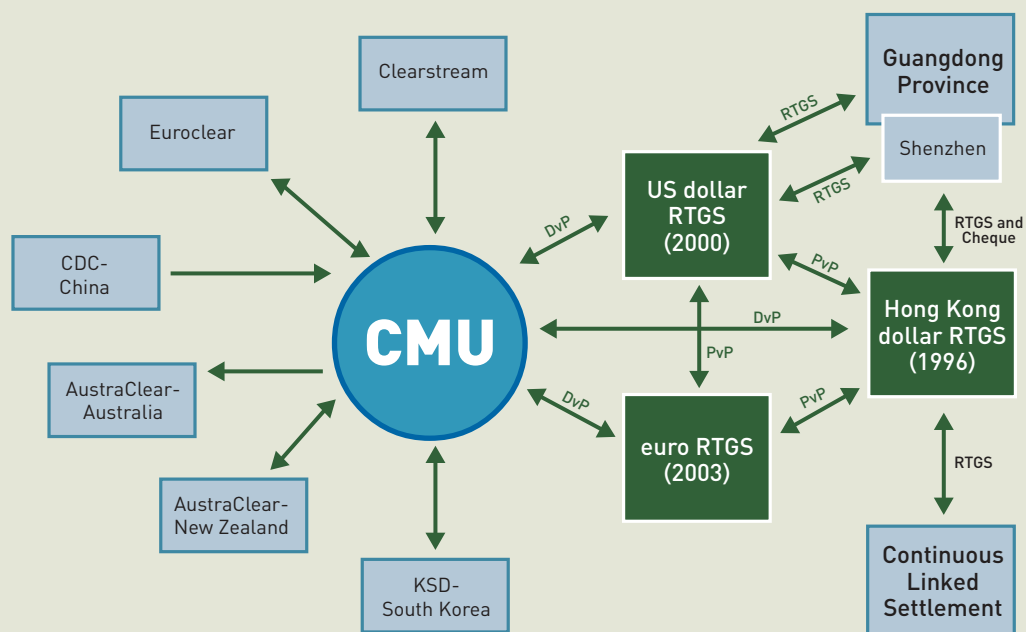 Clearstream
Euroclear
CDC-
China
AustraClear-
Australia
AustraClear-
New Zealand
KSD-
South Korea
CMU
DvP
DvP
DvP
US dollar
RTGS
(2000)
PvP
euro RTGS
(2003)
RTGS
RTGS
PvP
PvP
Guangdong
Province
Shenzhen
RTGS and
Cheque
Hong Kong
dollar RTGS
(1996)
RTGS
Continuous
Linked
Settlement